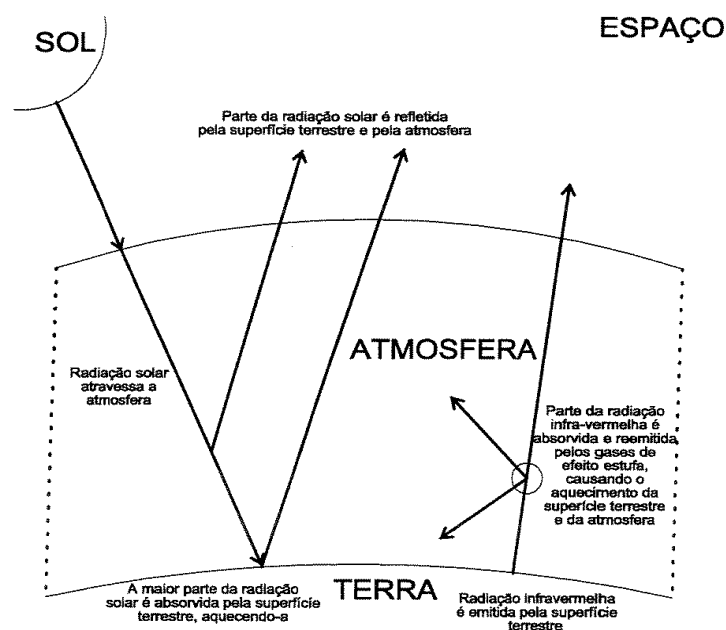 SOL
ESPAÇO
Parte da radiação solar é refletida
pela superfície terrestre e pela atmosfera
ATMOSFERA
Radiação solar
atravessa a
atmosfera
Parte da radiação
infra-vermelha é
absorvida e reemitida
pelos gases de
efeito estufa,
causando o
aquecimento da
superfície terrestre
e da atmosfera
A maior parte da radiação
solar é absorvida pela superfície
terrestre, aquecendo-a
TERRA
Radiação infravermelha
é emitida pela superfície
terrestre